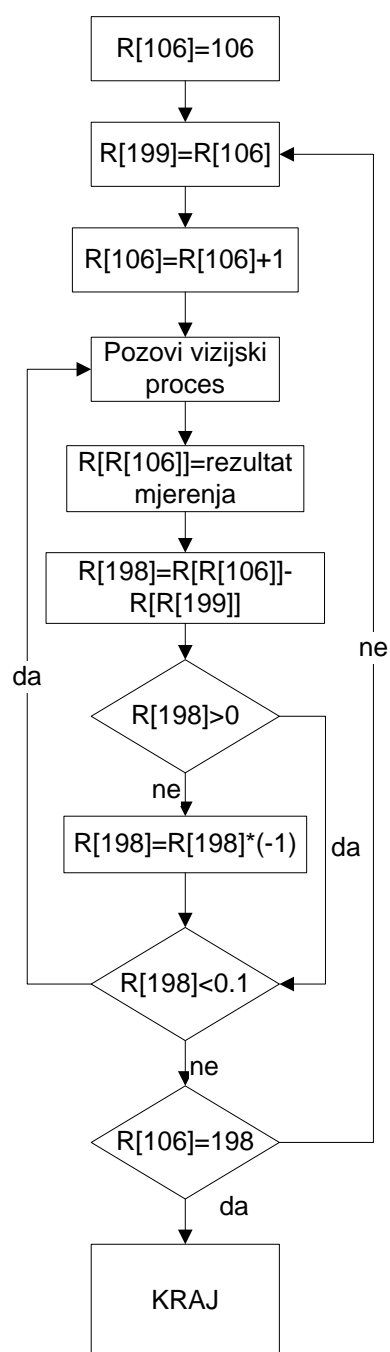 R[106]=106
R[199]=R[106]
R[106]=R[106]+1
Pozovi vizijski
proces
R[R[106]]=rezultat
mjerenja
R[198]=R[R[106]]-
R[R[199]]
ne
da
R[198]>0
ne
R[198]=R[198]*(-1)
da
R[198]<0.1
ne
R[106]=198
da
KRAJ